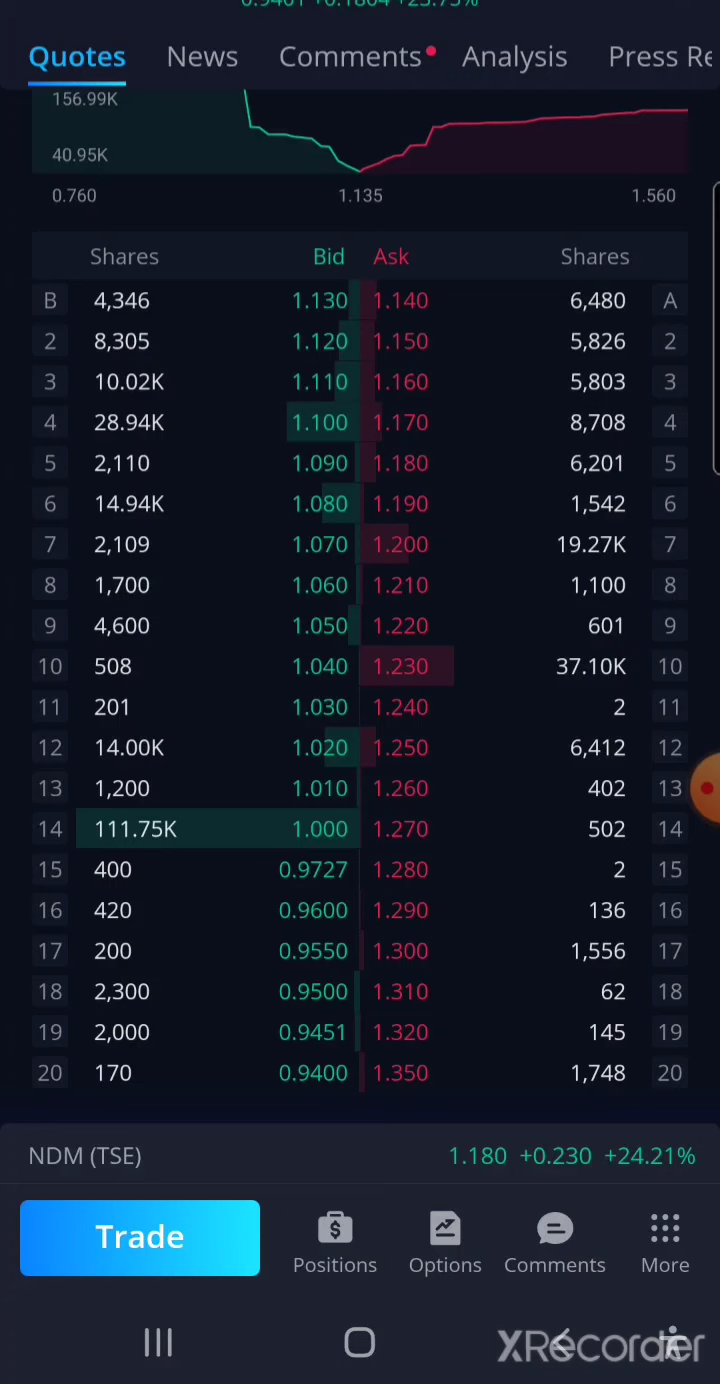 0.9401 +0.1804 +23.75%
Quotes News Comments Analysis Press Re
156.99K
40.95K
0.760 1.135 1.560
Shares Bid Ask Shares
B 4,346 1.130 1.140 6,480 A
2 8,305 1.120 1.150 5,826 2
3 10.02K 1.110 1.160 5,803 3
4 28.94K 1.100 1.170 8,708 4
5 2,110 1.090 1.180 6,201 5
6 14.94K 1.080 1.190 1,542 6
7 2,109 1.070 1.200 19.27K 7
8 1,700 1.060 1.210 1,100 8
9 4,600 1.050 1.220 601 9
10 508 1.040 1.230 37.10K 10
11 201 1.030 1.240 2 11
12 14.00K 1.020 1.250 6,412 12
13 1,200 1.010 1.260 402 13
14 111.75K 1.000 1.270 502 14
15 400 0.9727 1.280 2 15
16 420 0.9600 1.290 136 16
17 200 0.9550 1.300 1,556 17
18 2,300 0.9500 1.310 62 18
19 2,000 0.9451 1.320 145 19
20 170 0.9400 1.350 1,748 20
NDM (TSE) 1.180 +0.230 +24.21%
Trade Positions Options Comments More
XRecorder